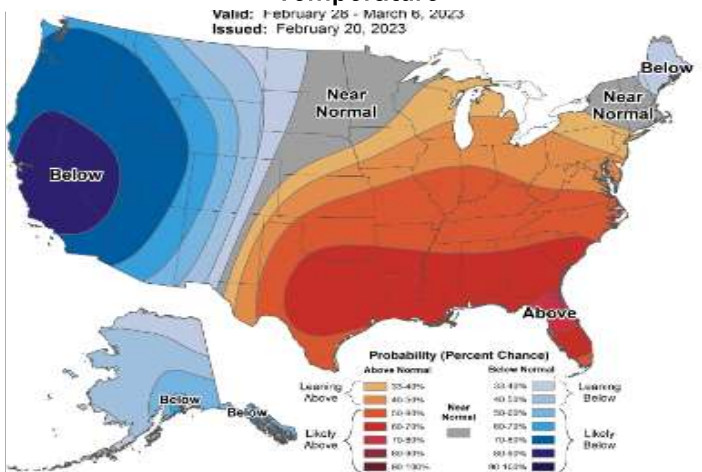 Temperature
Valid: February 28 - March 6, 2023
Issued: February 20, 2023
Below
Near
Normal
Near
Normal
Below
Above
Below
Below
Probability (Percent Chance)
Above Normal
Below Normal
Leaning
Above
33-40%
40-50%
Likely
Above
50-60%
60-70%
70-80%
80-90%
90-100%
Near
Normal
33-40%
40-50%
Leaning
Below
50-60%
60-70%
70-80%
80-90%
90-100%
Likely
Below